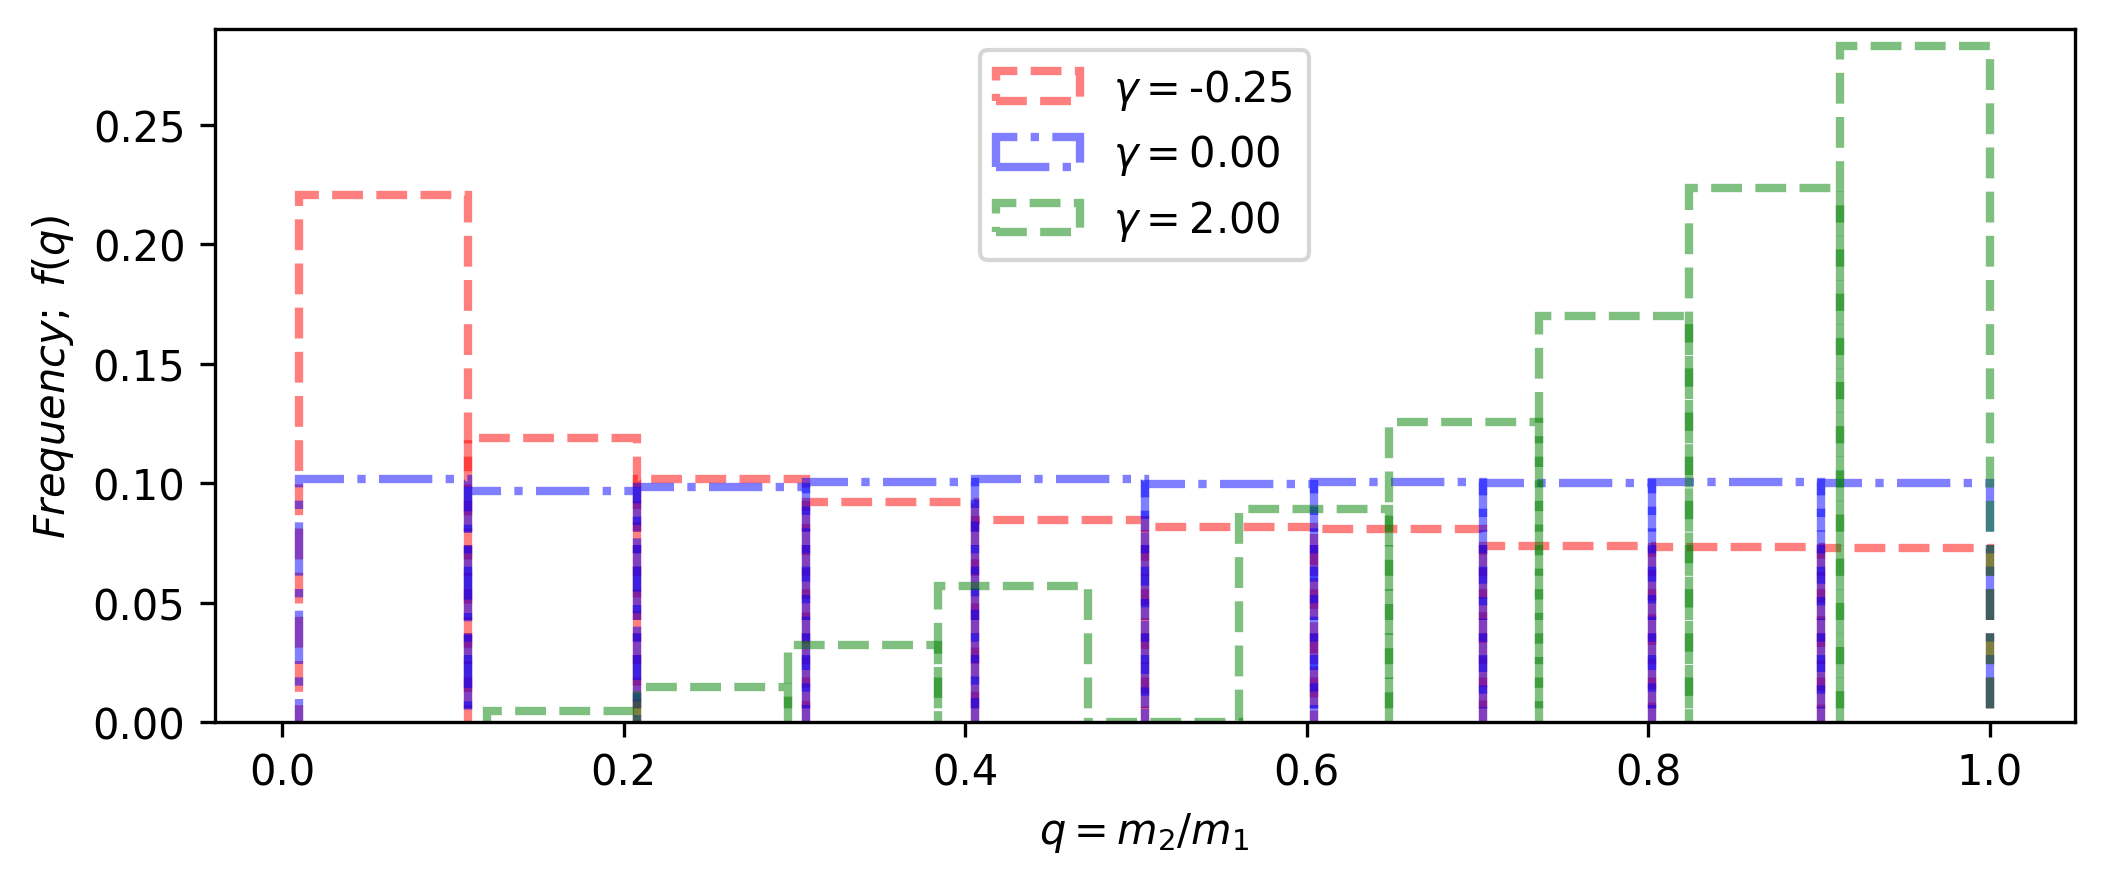 γ = -0.25
γ = 0.00
γ = 2.00
Frequency; f(q)
0.25
0.20
0.15
0.10
0.05
0.00
0.0 0.2 0.4 0.6 0.8 1.0
q = m₂/m₁